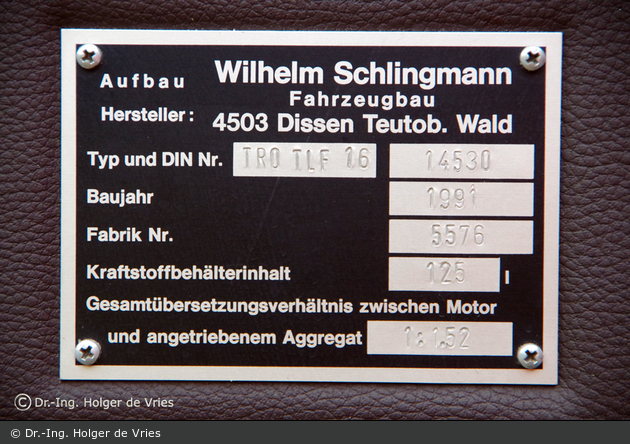 Aufbau Hersteller: Wilhelm Schlingmann
Fahrzeugbau
4503 Dissen Teutob. Wald
Typ und DIN Nr. TRO TLF 16 14530
Baujahr 1991
Fabrik Nr. 5576
Kraftstoffbehälterinhalt 125 l
Gesamtübersetzungsverhältnis zwischen Motor
und angetriebenem Aggregat 1:1.52
© Dr.-Ing. Holger de Vries
© Dr.-Ing. Holger de Vries